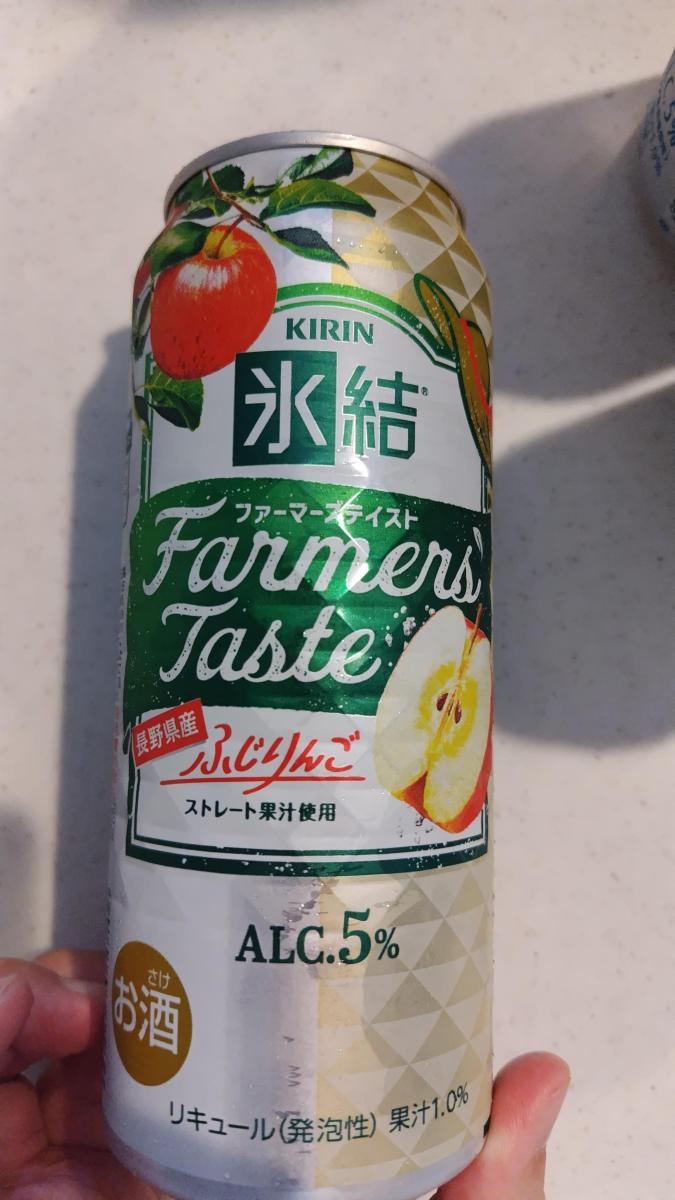 KIRIN
氷結®
ファーマーズテイスト
Farmers'
Taste
長野県産
ふじりんご
ストレート果汁使用
ALC.5%
さけ
お酒
リキュール(発泡性) 果汁1.0%
5%